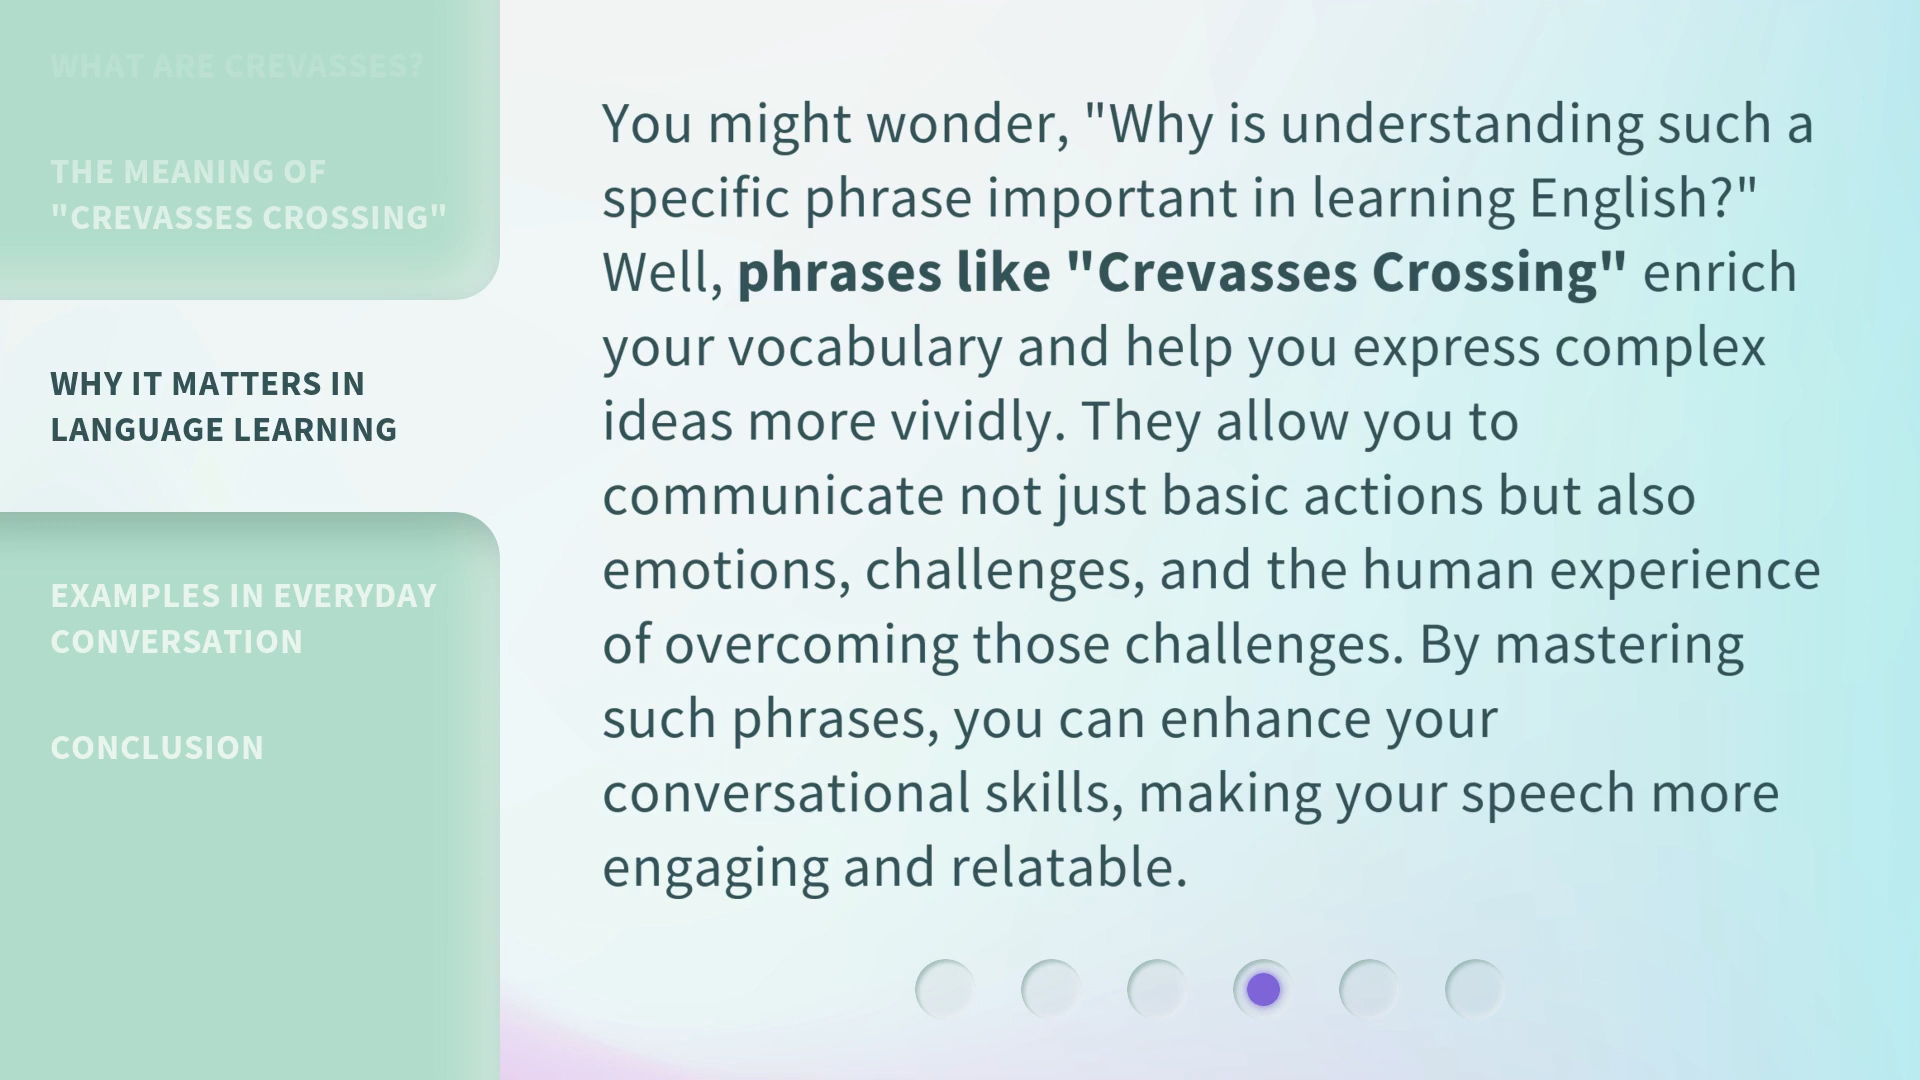 WHAT ARE CREVASSES?
THE MEANING OF
"CREVASSES CROSSING"
WHY IT MATTERS IN
LANGUAGE LEARNING
EXAMPLES IN EVERYDAY
CONVERSATION
CONCLUSION
You might wonder, "Why is understanding such a
specific phrase important in learning English?"
Well, phrases like "Crevasses Crossing" enrich
your vocabulary and help you express complex
ideas more vividly. They allow you to
communicate not just basic actions but also
emotions, challenges, and the human experience
of overcoming those challenges. By mastering
such phrases, you can enhance your
conversational skills, making your speech more
engaging and relatable.